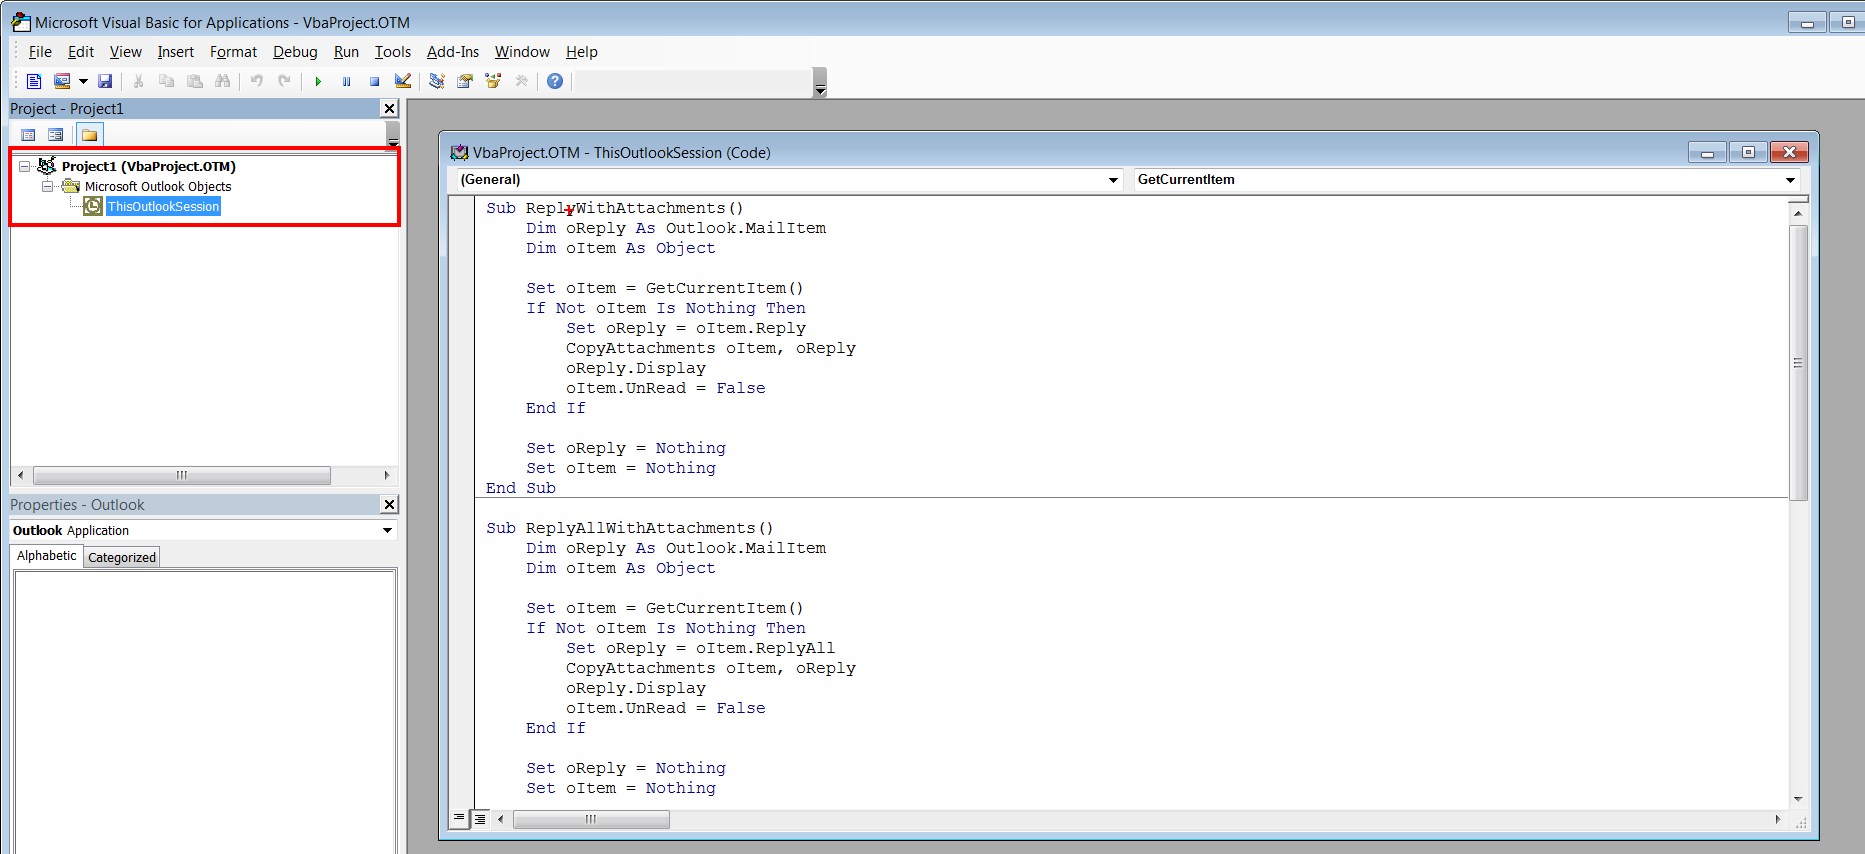 Microsoft Visual Basic for Applications - VbaProject.OTM
File Edit View Insert Format Debug Run Tools Add-Ins Window Help
Project - Project1
Project1 (VbaProject.OTM)
Microsoft Outlook Objects
ThisOutlookSession
Properties - Outlook
Outlook Application
Alphabetic Categorized
VbaProject.OTM - ThisOutlookSession (Code)
(General) GetCurrentItem
Sub ReplyWithAttachments()
Dim oReply As Outlook.MailItem
Dim oItem As Object
Set oItem = GetCurrentItem()
If Not oItem Is Nothing Then
Set oReply = oItem.Reply
CopyAttachments oItem, oReply
oReply.Display
oItem.UnRead = False
End If
Set oReply = Nothing
Set oItem = Nothing
End Sub
Sub ReplyAllWithAttachments()
Dim oReply As Outlook.MailItem
Dim oItem As Object
Set oItem = GetCurrentItem()
If Not oItem Is Nothing Then
Set oReply = oItem.ReplyAll
CopyAttachments oItem, oReply
oReply.Display
oItem.UnRead = False
End If
Set oReply = Nothing
Set oItem = Nothing